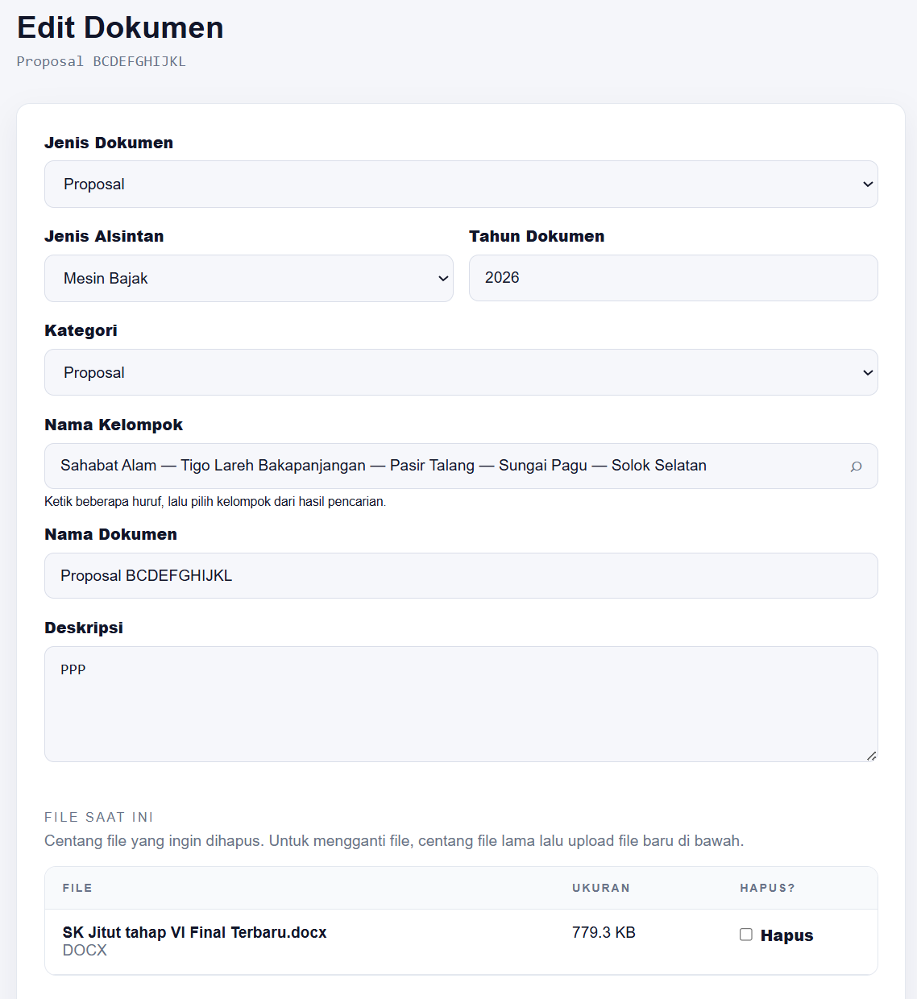 Edit Dokumen
Proposal BCDEFGHIJKL
Jenis Dokumen
Proposal
Jenis Alsintan
Tahun Dokumen
Mesin Bajak
2026
Kategori
Proposal
Nama Kelompok
Sahabat Alam — Tigo Lareh Bakapanjangan — Pasir Talang — Sungai Pagu — Solok Selatan
Ketik beberapa huruf, lalu pilih kelompok dari hasil pencarian.
Nama Dokumen
Proposal BCDEFGHIJKL
Deskripsi
PPP
FILE SAAT INI
Centang file yang ingin dihapus. Untuk mengganti file, centang file lama lalu upload file baru di bawah.
FILE UKURAN HAPUS?
SK Jitut tahap VI Final Terbaru.docx 779.3 KB Hapus
DOCX